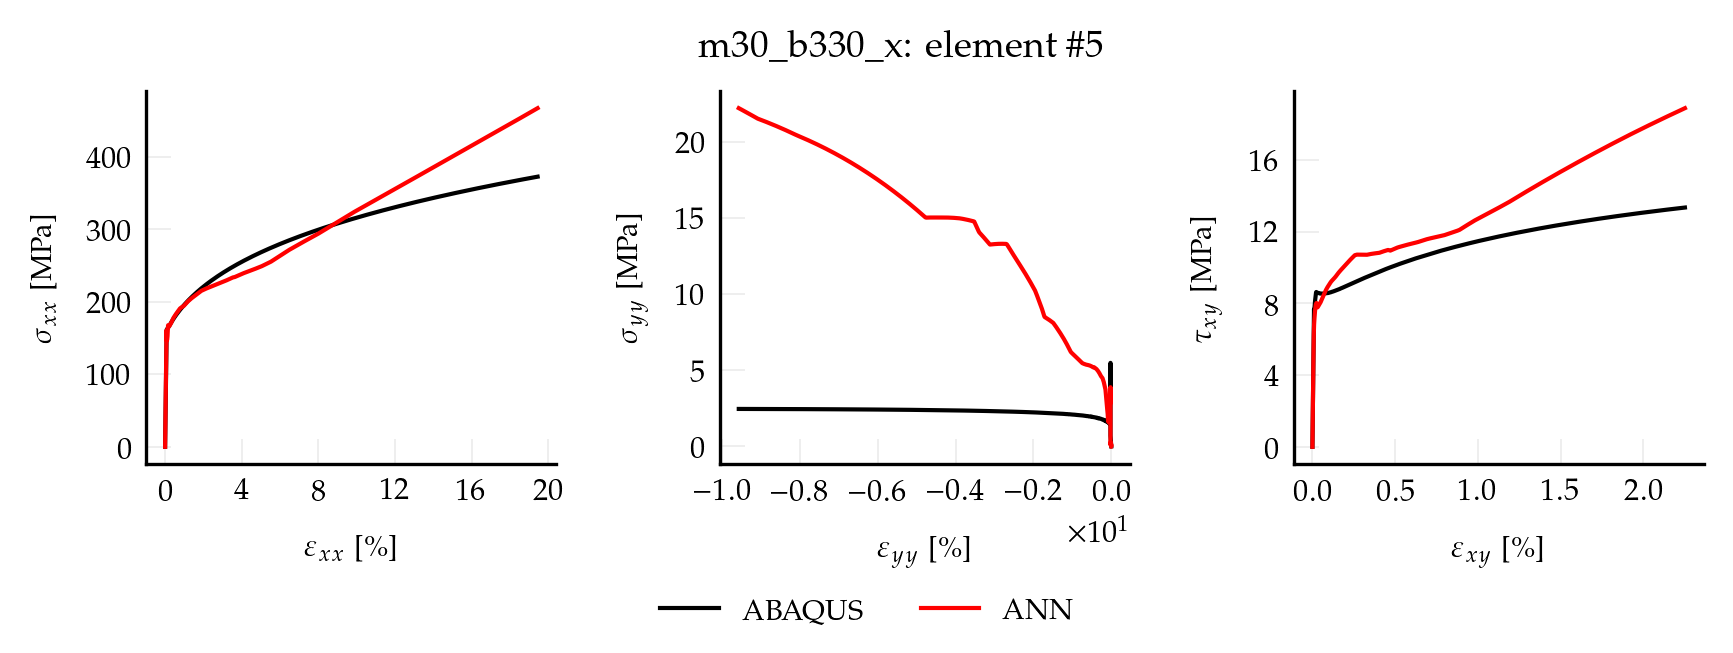 m30_b330_x: element #5
σxx [MPa]
400
300
200
100
0
0 4 8 12 16 20
εxx [%]
σyy [MPa]
20
15
10
5
0
−1.0 −0.8 −0.6 −0.4 −0.2 0.0
×10¹
εyy [%]
τxy [MPa]
16
12
8
4
0
0.0 0.5 1.0 1.5 2.0
εxy [%]
ABAQUS ANN